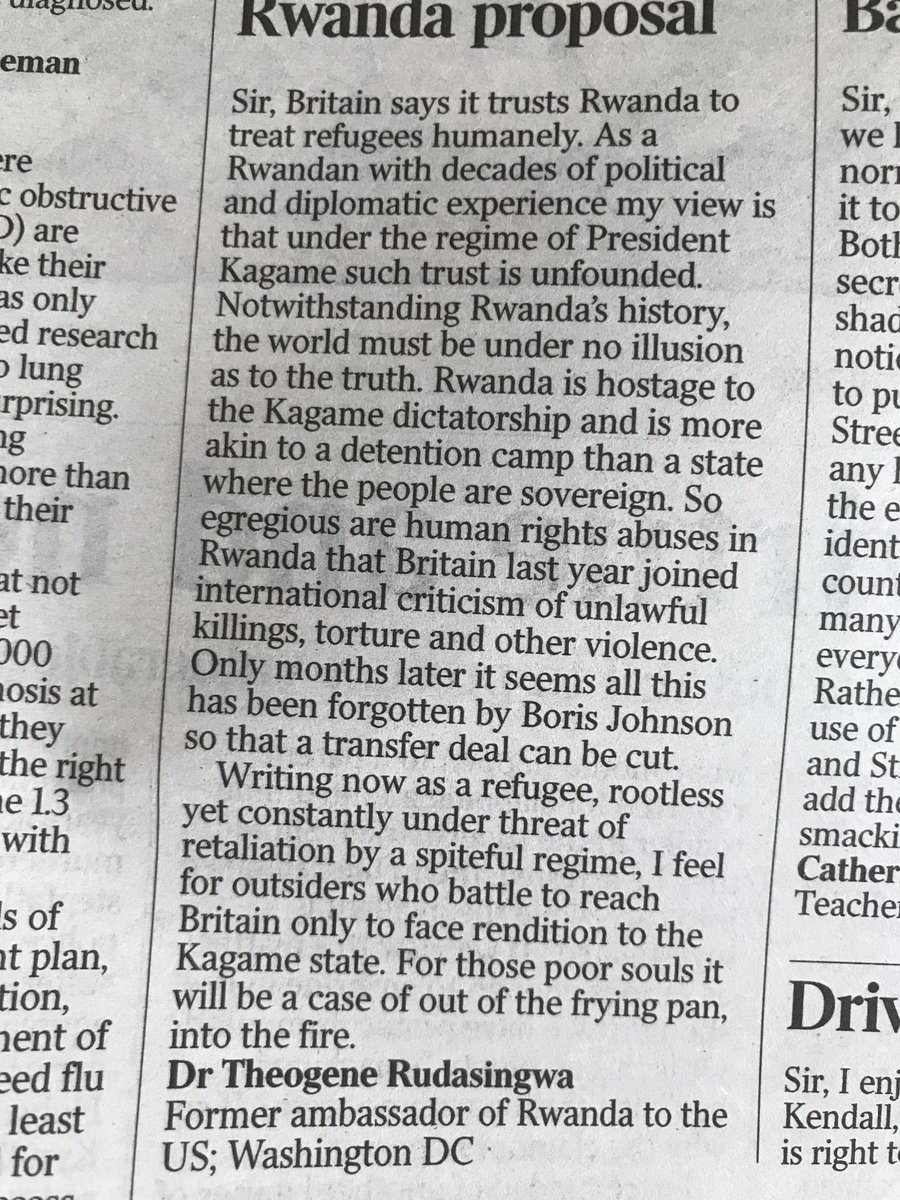 diagnosed.
eman
ere
c obstructive
D) are
ke their
as only
ed research
o lung
urprising.
ng
more than
their
at not
et
000
nosis at
they
the right
ne 1.3
with
ls of
nt plan,
tion,
ment of
eed flu
least
for
Rwanda proposal
Sir, Britain says it trusts Rwanda to
treat refugees humanely. As a
Rwandan with decades of political
and diplomatic experience my view is
that under the regime of President
Kagame such trust is unfounded.
Notwithstanding Rwanda’s history,
the world must be under no illusion
as to the truth. Rwanda is hostage to
the Kagame dictatorship and is more
akin to a detention camp than a state
where the people are sovereign. So
egregious are human rights abuses in
Rwanda that Britain last year joined
international criticism of unlawful
killings, torture and other violence.
Only months later it seems all this
has been forgotten by Boris Johnson
so that a transfer deal can be cut.
Writing now as a refugee, rootless
yet constantly under threat of
retaliation by a spiteful regime, I feel
for outsiders who battle to reach
Britain only to face rendition to the
Kagame state. For those poor souls it
will be a case of out of the frying pan,
into the fire.
Dr Theogene Rudasingwa
Former ambassador of Rwanda to the
US; Washington DC
Ba
Sir,
we
norm
it to
Both
secre
shad
notic
to pu
Stree
any
the e
ident
count
many
everyo
Rathe
use of
and St
add the
smacki
Cather
Teacher
Driv
Sir, I enj
Kendall,
is right to